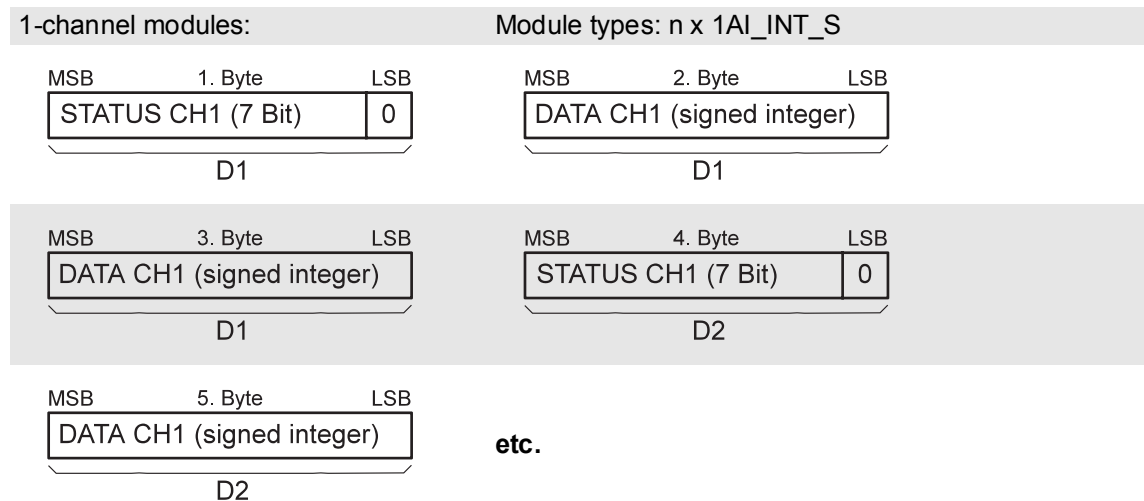 1-channel modules: Module types: n x 1AI_INT_S
MSB 1. Byte LSB MSB 2. Byte LSB
STATUS CH1 (7 Bit) 0 DATA CH1 (signed integer)
D1 D1
MSB 3. Byte LSB MSB 4. Byte LSB
DATA CH1 (signed integer) STATUS CH1 (7 Bit) 0
D1 D2
MSB 5. Byte LSB
DATA CH1 (signed integer) etc.
D2